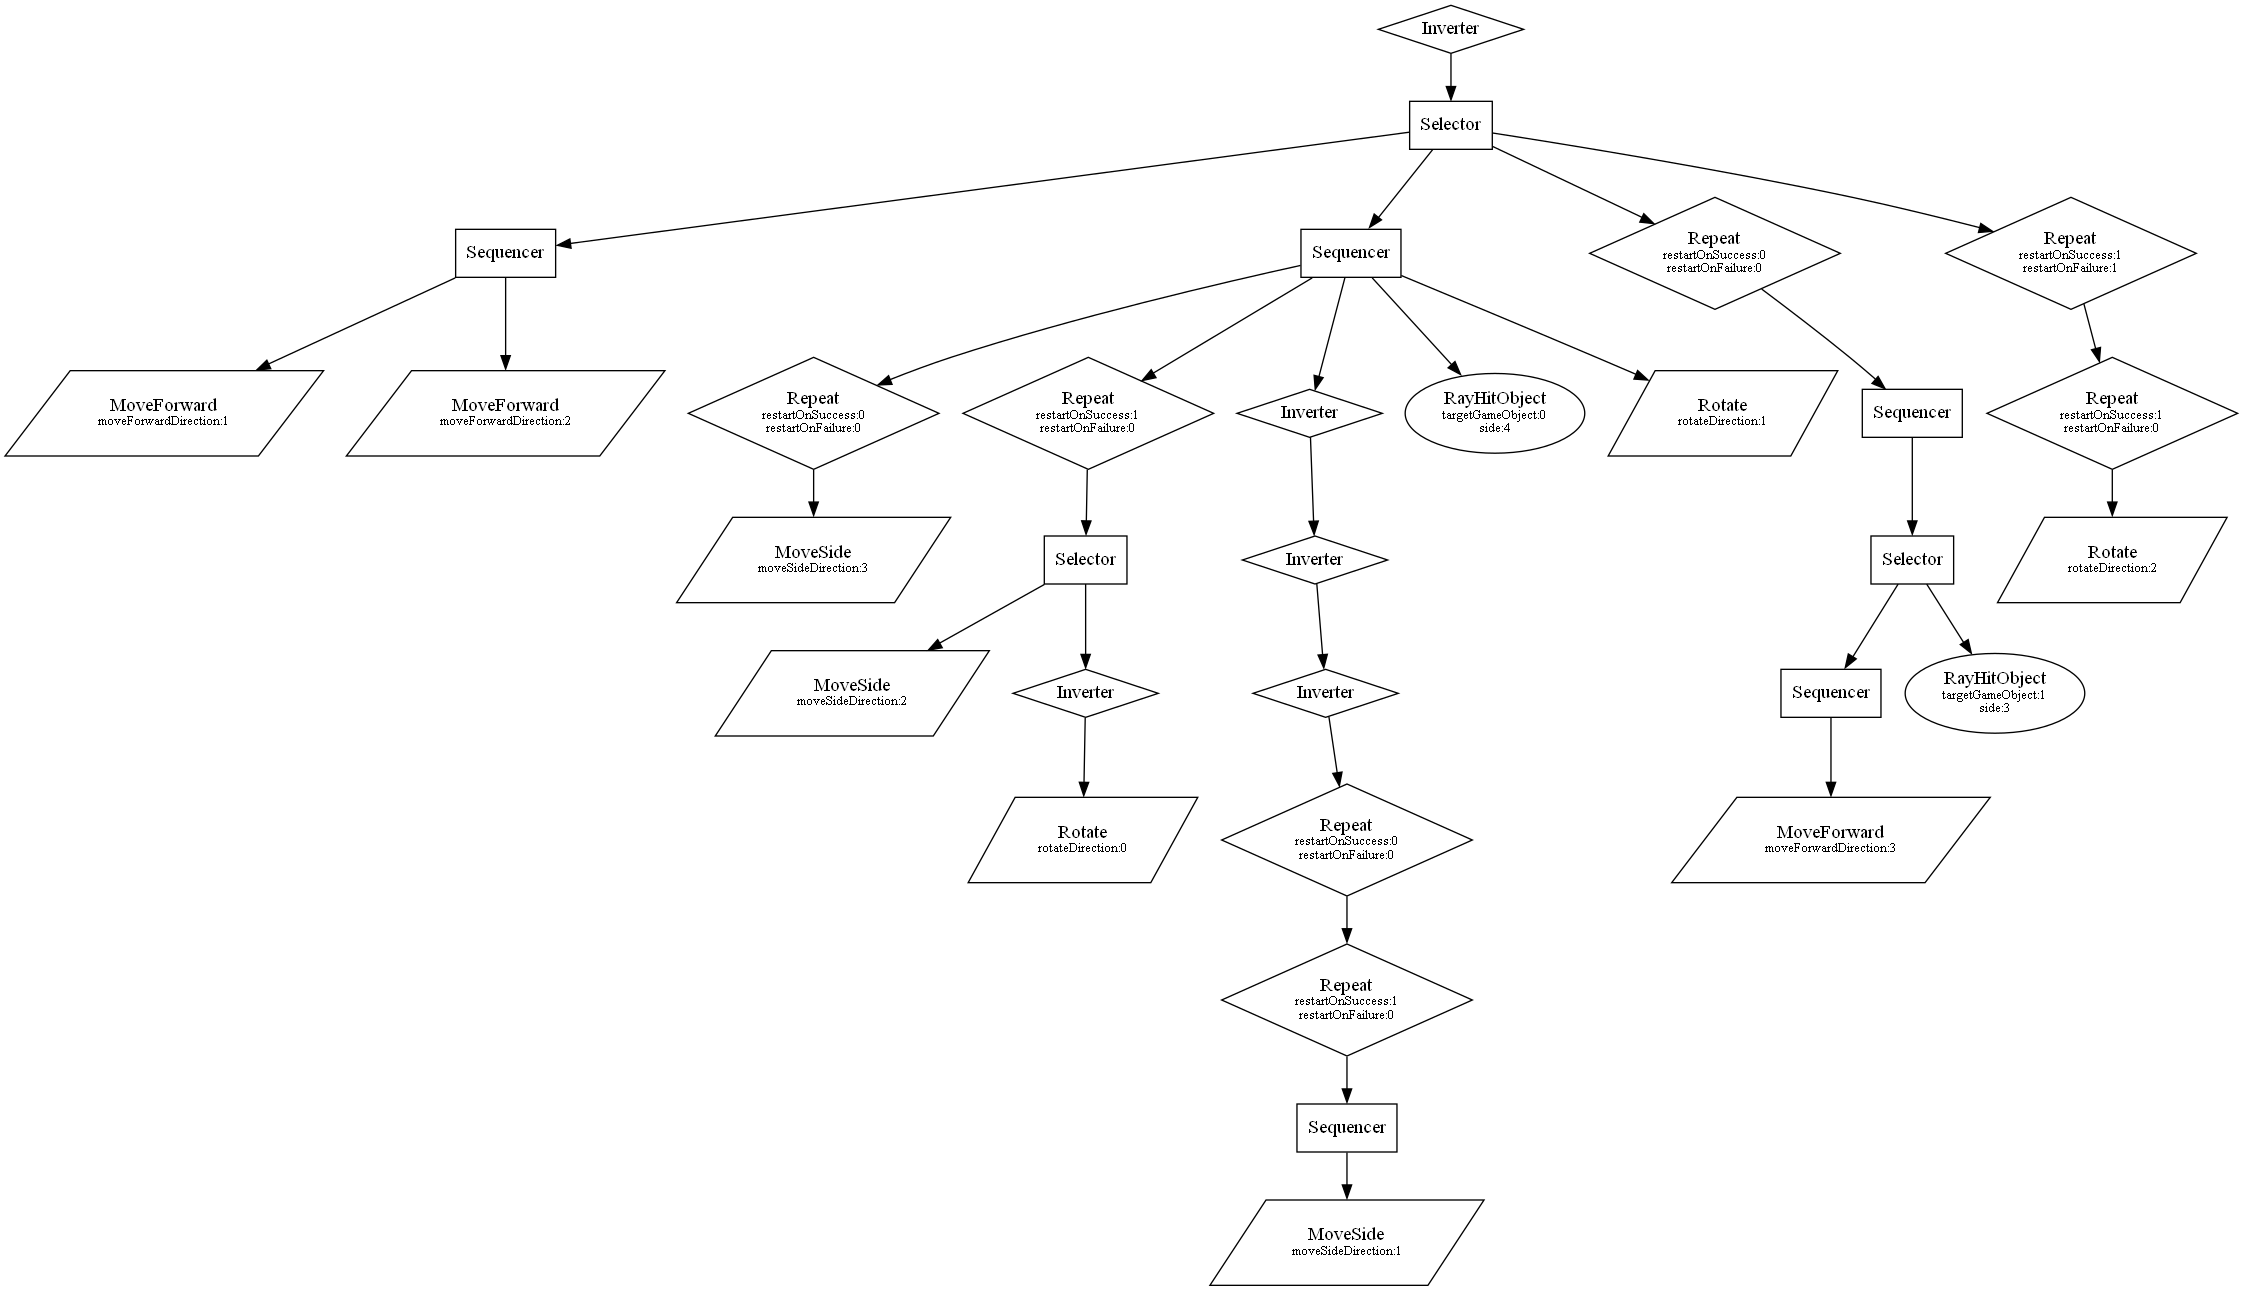 Inverter
Selector
Sequencer
Sequencer
Repeat
restartOnSuccess:0
restartOnFailure:0
Repeat
restartOnSuccess:1
restartOnFailure:1
MoveForward
moveForwardDirection:1
MoveForward
moveForwardDirection:2
Repeat
restartOnSuccess:0
restartOnFailure:0
Repeat
restartOnSuccess:1
restartOnFailure:0
Inverter
RayHitObject
targetGameObject:0
side:4
Rotate
rotateDirection:1
Sequencer
Repeat
restartOnSuccess:1
restartOnFailure:0
MoveSide
moveSideDirection:3
Selector
Inverter
Selector
Rotate
rotateDirection:2
MoveSide
moveSideDirection:2
Inverter
Inverter
Sequencer
RayHitObject
targetGameObject:1
side:3
Rotate
rotateDirection:0
Repeat
restartOnSuccess:0
restartOnFailure:0
MoveForward
moveForwardDirection:3
Repeat
restartOnSuccess:1
restartOnFailure:0
Sequencer
MoveSide
moveSideDirection:1